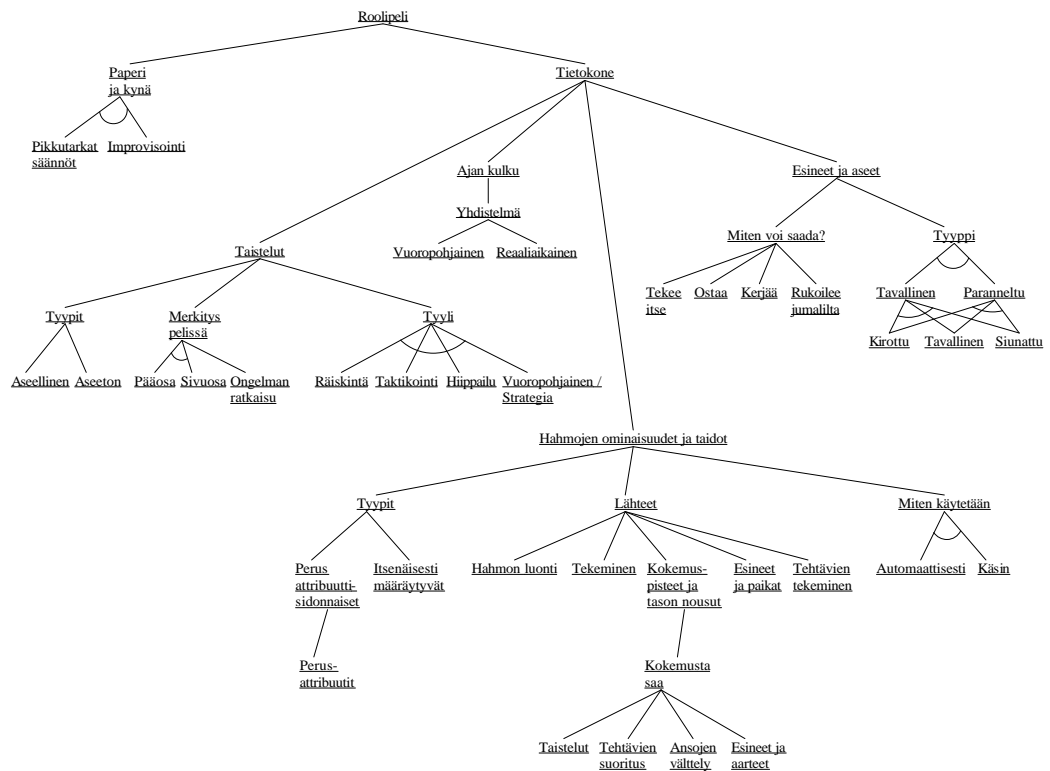 Roolipeli
Paperi
ja kynä
Tietokone
Pikkutarkat
säännöt
Improvisointi
Ajan kulku
Esineet ja aseet
Yhdistelmä
Vuoropohjainen
Reaaliaikainen
Miten voi saada?
Tyyppi
Taistelut
Tekee
itse
Ostaa
Kerjää
Rukoilee
jumalilta
Tavallinen
Paranneltu
Kirottu
Tavallinen
Siunattu
Tyypit
Merkitys
pelissä
Tyyli
Aseellinen
Aseeton
Pääosa
Sivuosa
Ongelman
ratkaisu
Räiskintä
Taktikointi
Hiippailu
Vuoropohjainen /
Strategia
Hahmojen ominaisuudet ja taidot
Tyypit
Lähteet
Miten käytetään
Perus
attribuutti-
sidonnaiset
Itsenäisesti
määräytyvät
Hahmon luonti
Tekeminen
Kokemus-
pisteet ja
tason nousut
Esineet
ja paikat
Tehtävien
tekeminen
Automaattisesti
Käsin
Perus-
attribuutit
Kokemusta
saa
Taistelut
Tehtävien
suoritus
Ansojen
välttely
Esineet ja
aarteet